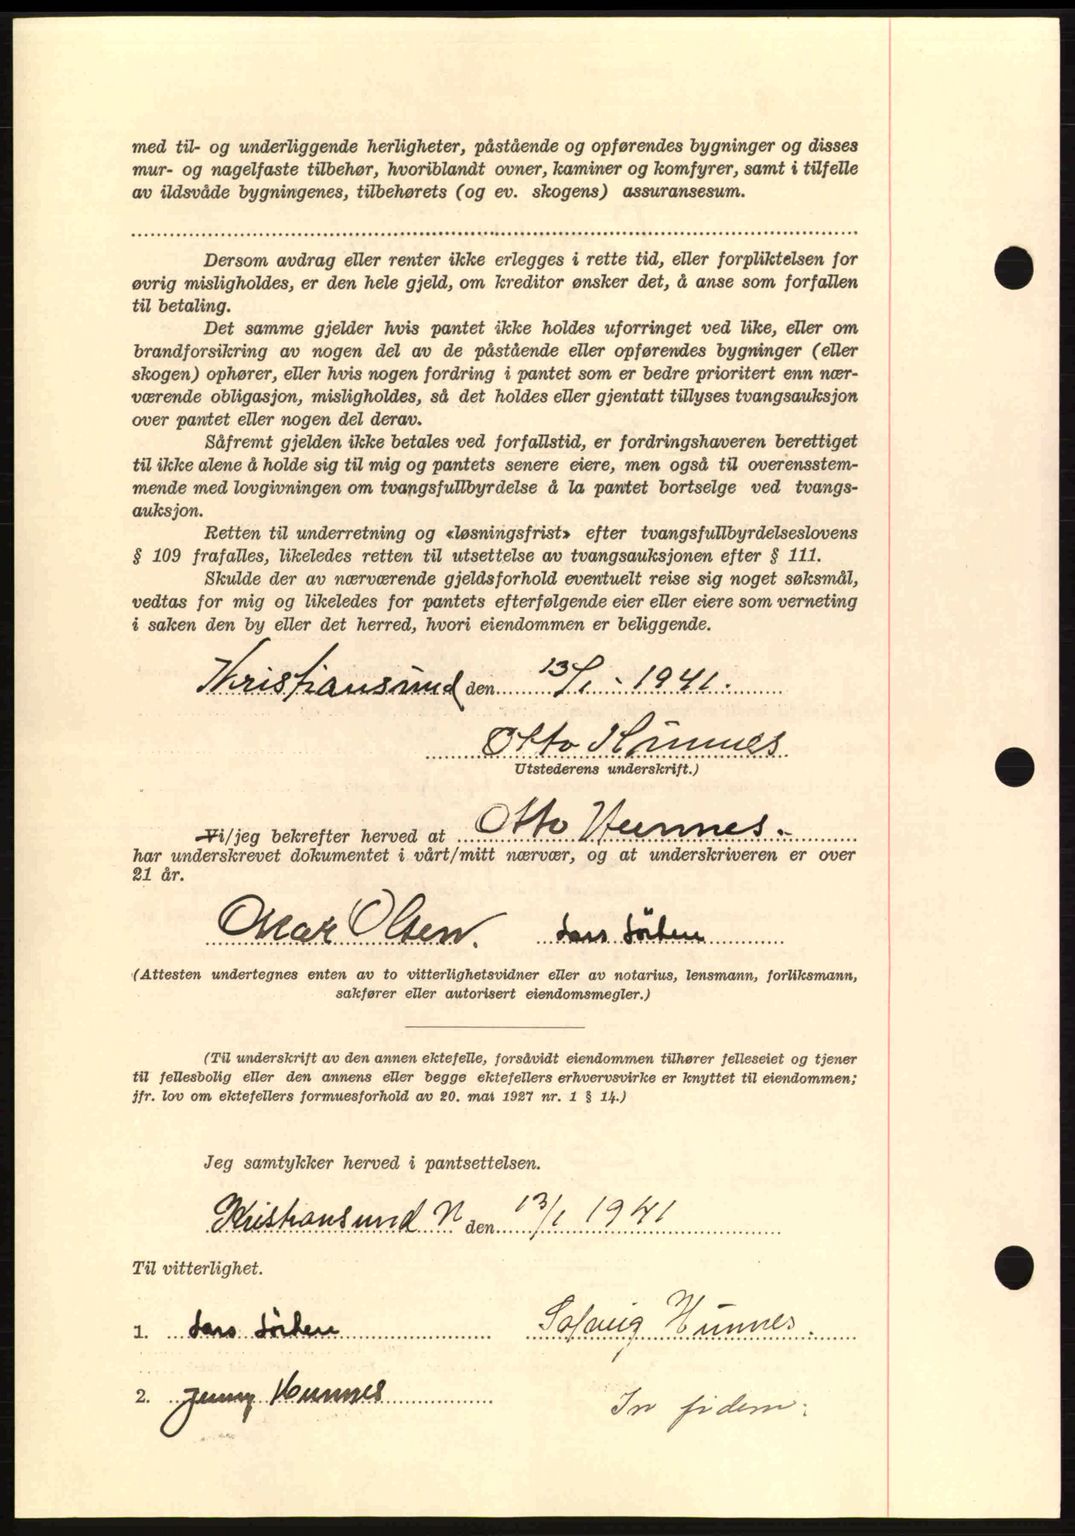 med til- og underliggende herligheter, påstående og opførendes bygninger og disses
mur- og nagelfaste tilbehør, hvoriblandt ovner, kaminer og komfyrer, samt i tilfelle
av ildsvåde bygningenes, tilbehørets (og ev. skogens) assuransesum.
Dersom avdrag eller renter ikke erlegges i rette tid, eller forpliktelsen for
øvrig misligholdes, er den hele gjeld, om kreditor ønsker det, å anse som forfallen
til betaling.
Det samme gjelder hvis pantet ikke holdes uforringet ved like, eller om
brandforsikring av nogen del av de påstående eller opførendes bygninger (eller
skogen) ophører, eller hvis nogen fordring i pantet som er bedre prioritert enn nær-
værende obligasjon, misligholdes, så det holdes eller gjentatt tillyses tvangsauksjon
over pantet eller nogen del derav.
Såfremt gjelden ikke betales ved forfallstid, er fordringshaveren berettiget
til ikke alene å holde sig til mig og pantets senere eiere, men også til overensstem-
mende med lovgivningen om tvangsfullbyrdelse å la pantet bortselge ved tvangs-
auksjon.
Retten til underretning og «løsningsfrist» efter tvangsfullbyrdelseslovens
§ 109 frafalles, likeledes retten til utsettelse av tvangsauksjonen efter § 111.
Skulde der av nærværende gjeldsforhold eventuelt reise sig noget søksmål,
vedtas for mig og likeledes for pantets efterfølgende eier eller eiere som verneting
i saken den by eller det herred, hvori eiendommen er beliggende.
Kristiansund den 13/1 - 1941.
Otto Hunnes
Utstederens underskrift.)
Vi/jeg bekrefter herved at Otto Hunnes.
har underskrevet dokumentet i vårt/mitt nærvær, og at underskriveren er over
21 år.
Oskar Olsen. Lars
(Attesten undertegnes enten av to vitterlighetsvidner eller av notarius, lensmann, forliksmann,
sakfører eller autorisert eiendomsmegler.)
(Til underskrift av den annen ektefelle, forsåvidt eiendommen tilhører felleseiet og tjener
til fellesbolig eller den annens eller begge ektefellers erhvervsvirke er knyttet til eiendommen;
jfr. lov om ektefellers formuesforhold av 20. mai 1927 nr. 1 § 14.)
Jeg samtykker herved i pantsettelsen.
Kristiansund N den 13/1 1941
Til vitterlighet.
1. Lars Solveig Hunnes.
2. Jenny Hunnes In fidem: